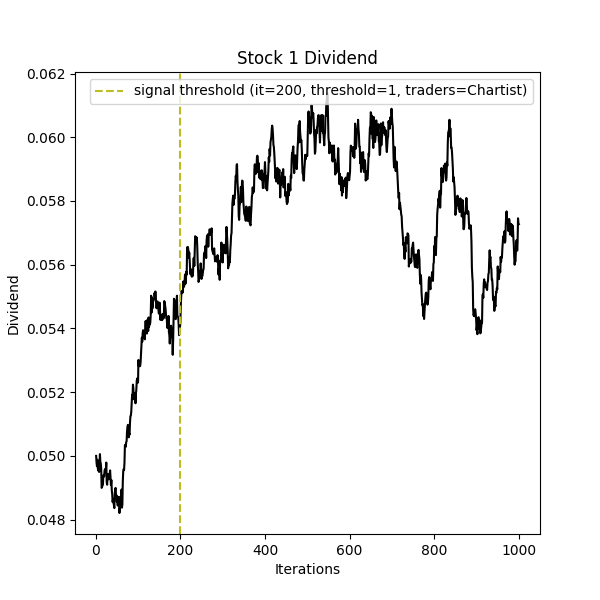 Stock 1 Dividend
signal threshold (it=200, threshold=1, traders=Chartist)
Dividend
0.062
0.060
0.058
0.056
0.054
0.052
0.050
0.048
0 200 400 600 800 1000
Iterations